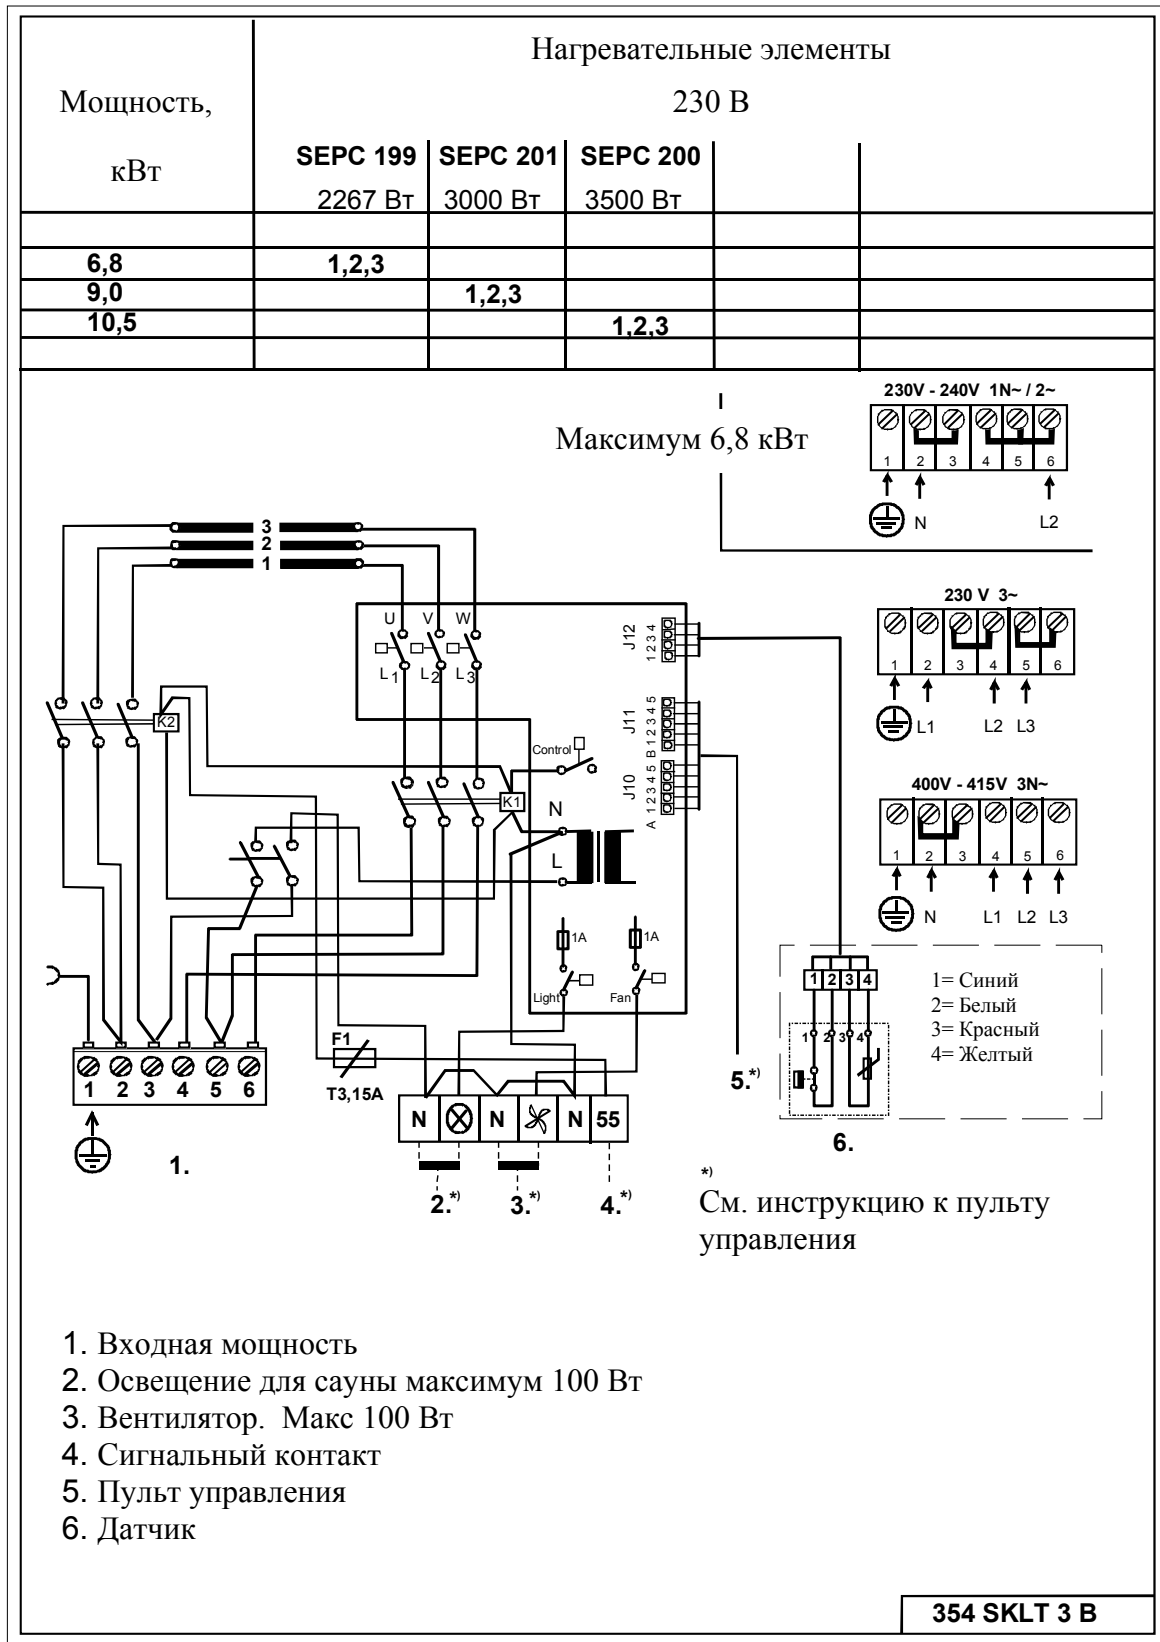 Нагревательные элементы
Мощность,
230 В
кВт
SEPC 199 SEPC 201 SEPC 200
2267 Вт 3000 Вт 3500 Вт
6,8 1,2,3
9,0 1,2,3
10,5 1,2,3
230V - 240V 1N~ / 2~
Максимум 6,8 кВт
1 2 3 4 5 6
N L2
3
2
1
230 V 3~
1 2 3 4 5 6
L1 L2 L3
U V W
L1 L2 L3
J12
1 2 3 4
K2
J11
B 1 2 3 4 5
Control
J10
A 1 2 3 4 5
K1
N
L
400V - 415V 3N~
1 2 3 4 5 6
N L1 L2 L3
1A 1A
Light Fan
1 2 3 4
1= Синий
2= Белый
3= Красный
4= Желтый
1 2 3 4
F1
T3,15A
1 2 3 4 5 6
N N N 55
5.*)
6.
1.
2.*) 3.*) 4.*)
*)
См. инструкцию к пульту
управления
1. Входная мощность
2. Освещение для сауны максимум 100 Вт
3. Вентилятор. Макс 100 Вт
4. Сигнальный контакт
5. Пульт управления
6. Датчик
354 SKLT 3 B